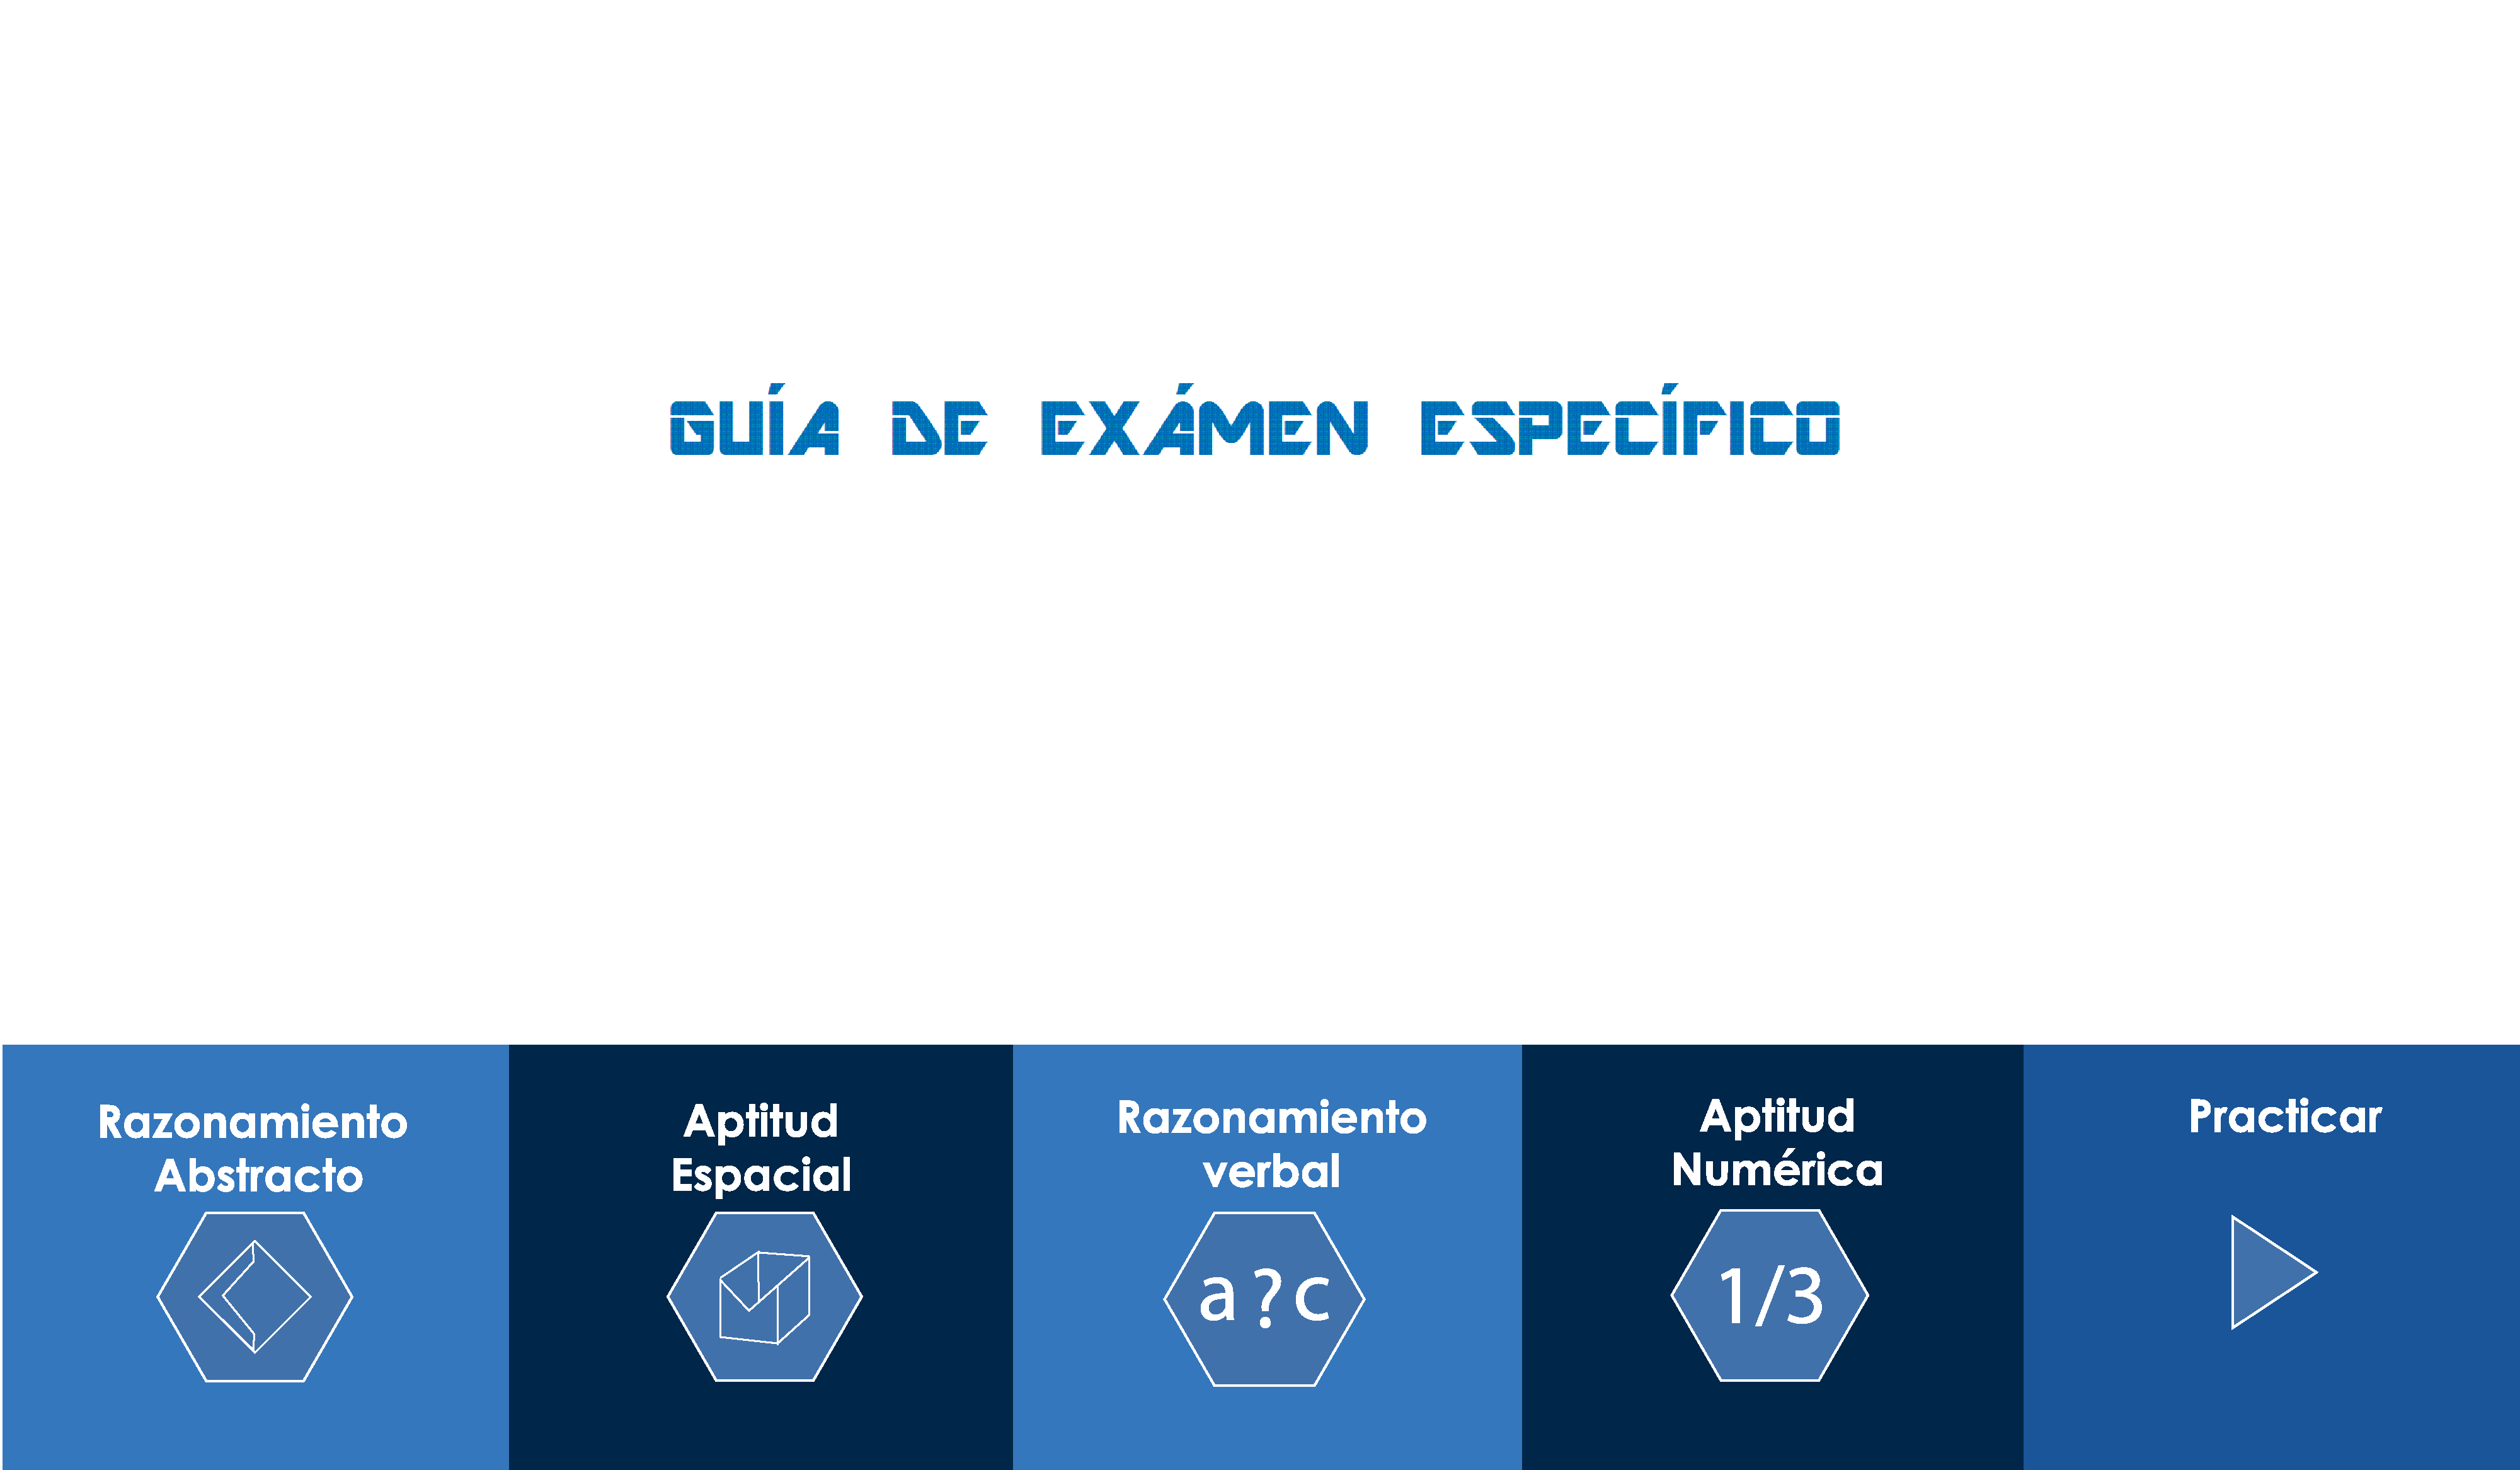 GUÍA DE EXÁMEN ESPECÍFICO
Razonamiento
Abstracto
Aptitud
Espacial
Razonamiento
verbal
a?c
Aptitud
Numérica
1/3
Practicar